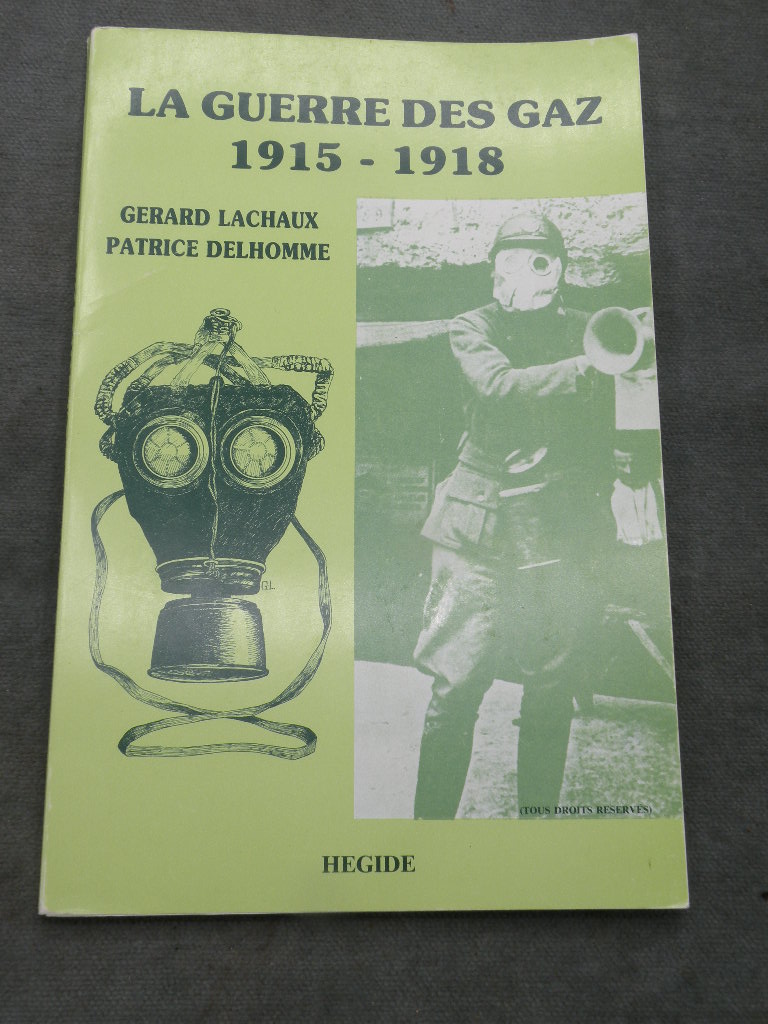 LA GUERRE DES GAZ
1915 - 1918
GERARD LACHAUX
PATRICE DELHOMME
G.L.
(TOUS DROITS RESERVES)
HEGIDE